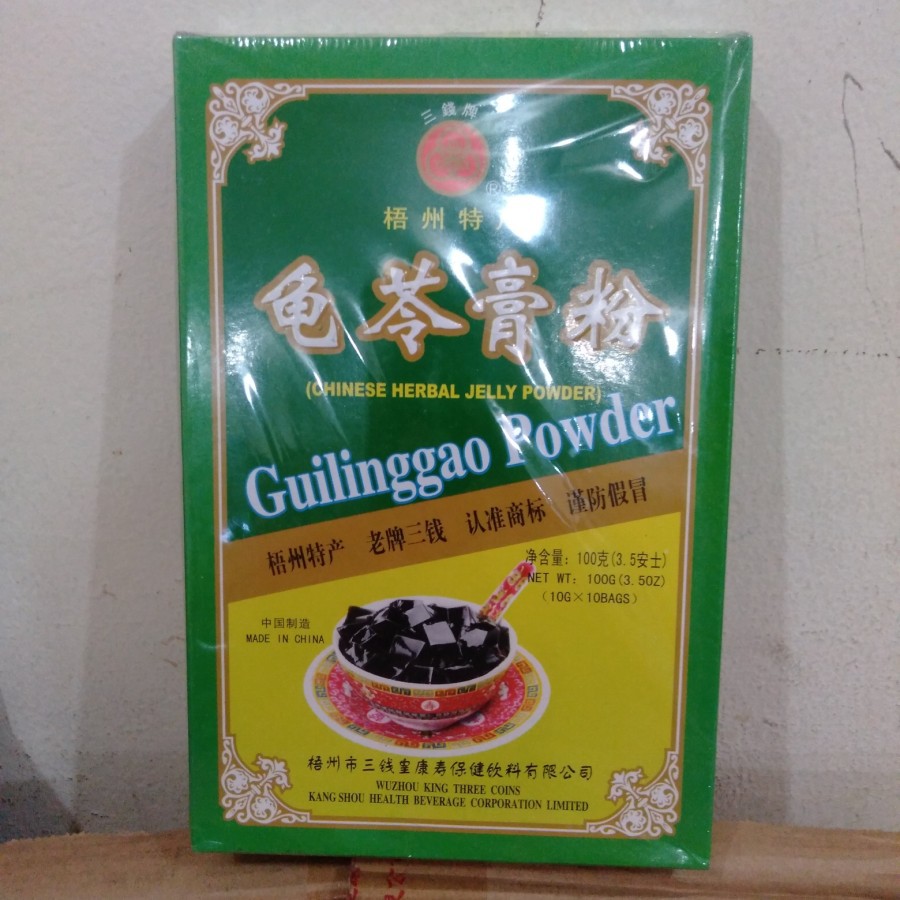 三錢牌
梧州特产
龟苓膏粉
(CHINESE HERBAL JELLY POWDER)
Guilinggao Powder
梧州特产 老牌三钱 认准商标 谨防假冒
净含量：100克(3.5安士)
NET WT: 100G(3.5OZ)
(10G×10BAGS)
中国制造
MADE IN CHINA
梧州市三钱皇康寿保健饮料有限公司
WUZHOU KING THREE COINS
KANG SHOU HEALTH BEVERAGE CORPORATION LIMITED